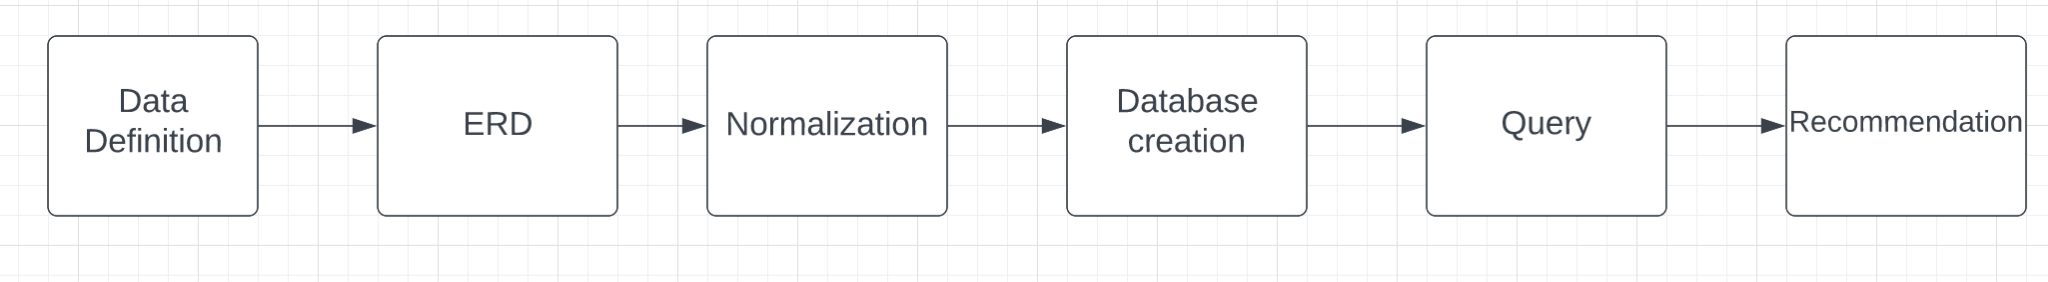 Data
Definition
ERD
Normalization
Database
creation
Query
Recommendation